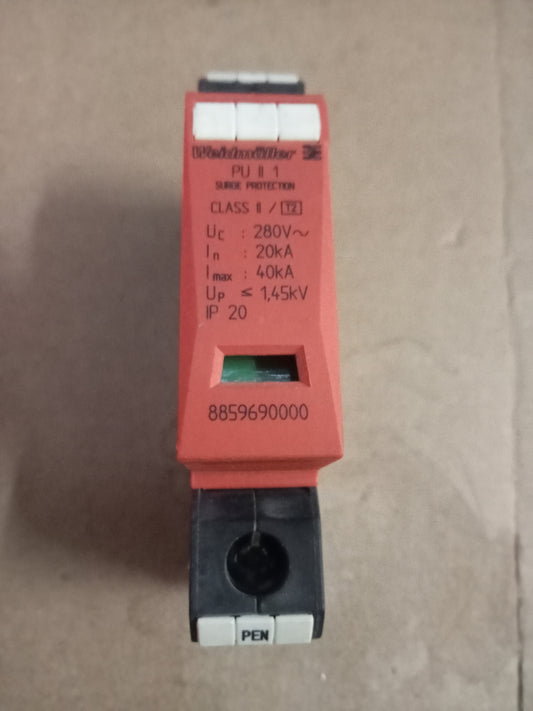 Weidmüller
PU II 1
SURGE PROTECTION
CLASS II / T2
Uc : 280V~
In : 20kA
Imax : 40kA
Up ≤ 1,45kV
IP 20
8859690000
PEN